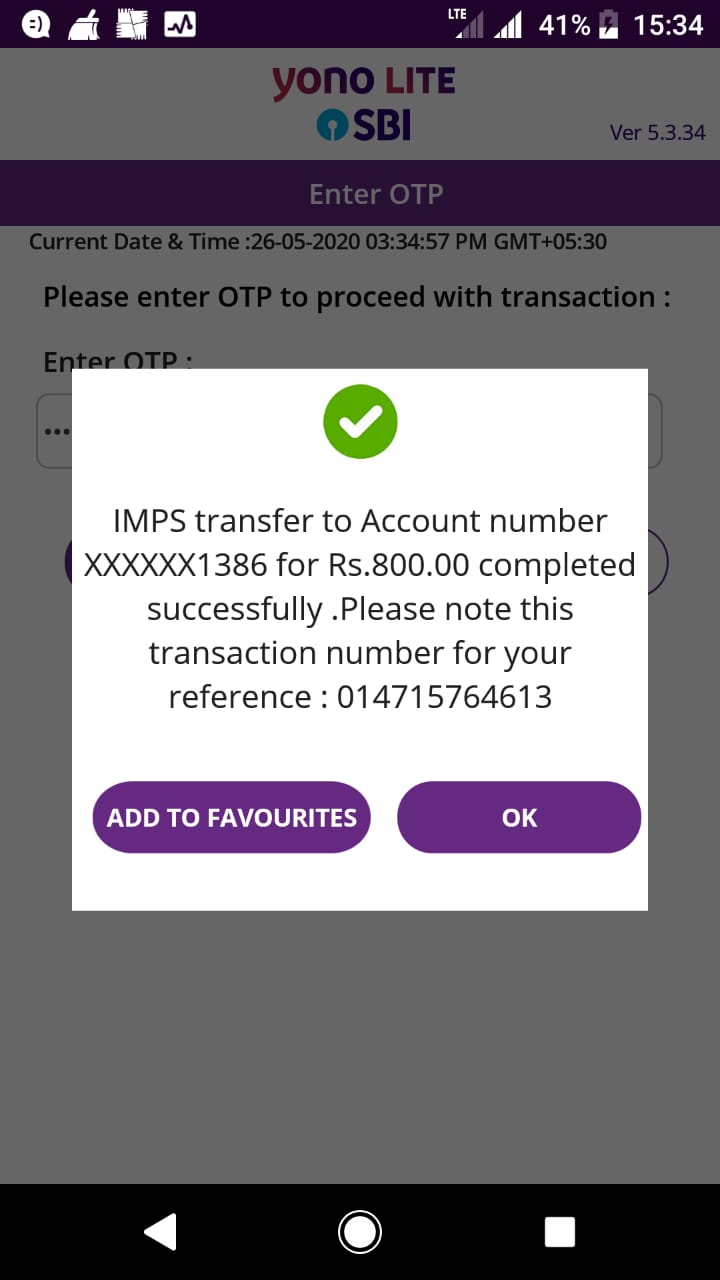 LTE 41% 15:34
yono LITE
SBI
Ver 5.3.34
Enter OTP
Current Date & Time :26-05-2020 03:34:57 PM GMT+05:30
Please enter OTP to proceed with transaction :
Enter OTP :
••••
IMPS transfer to Account number
XXXXXX1386 for Rs.800.00 completed
successfully .Please note this
transaction number for your
reference : 014715764613
ADD TO FAVOURITES OK